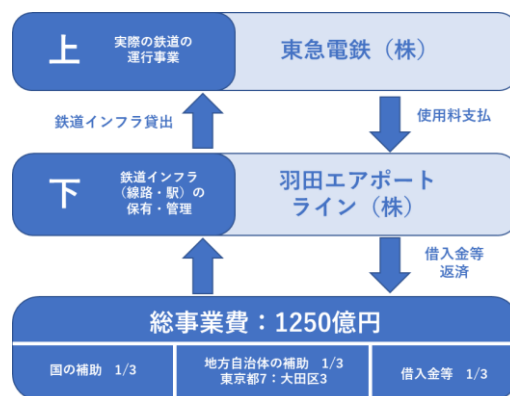 上
実際の鉄道の
運行事業
東急電鉄（株）
鉄道インフラ貸出
使用料支払
下
鉄道インフラ
（線路・駅）の
保有・管理
羽田エアポート
ライン（株）
借入金等
返済
総事業費：1250億円
国の補助　1/3
地方自治体の補助　1/3
東京都7：大田区3
借入金等　1/3